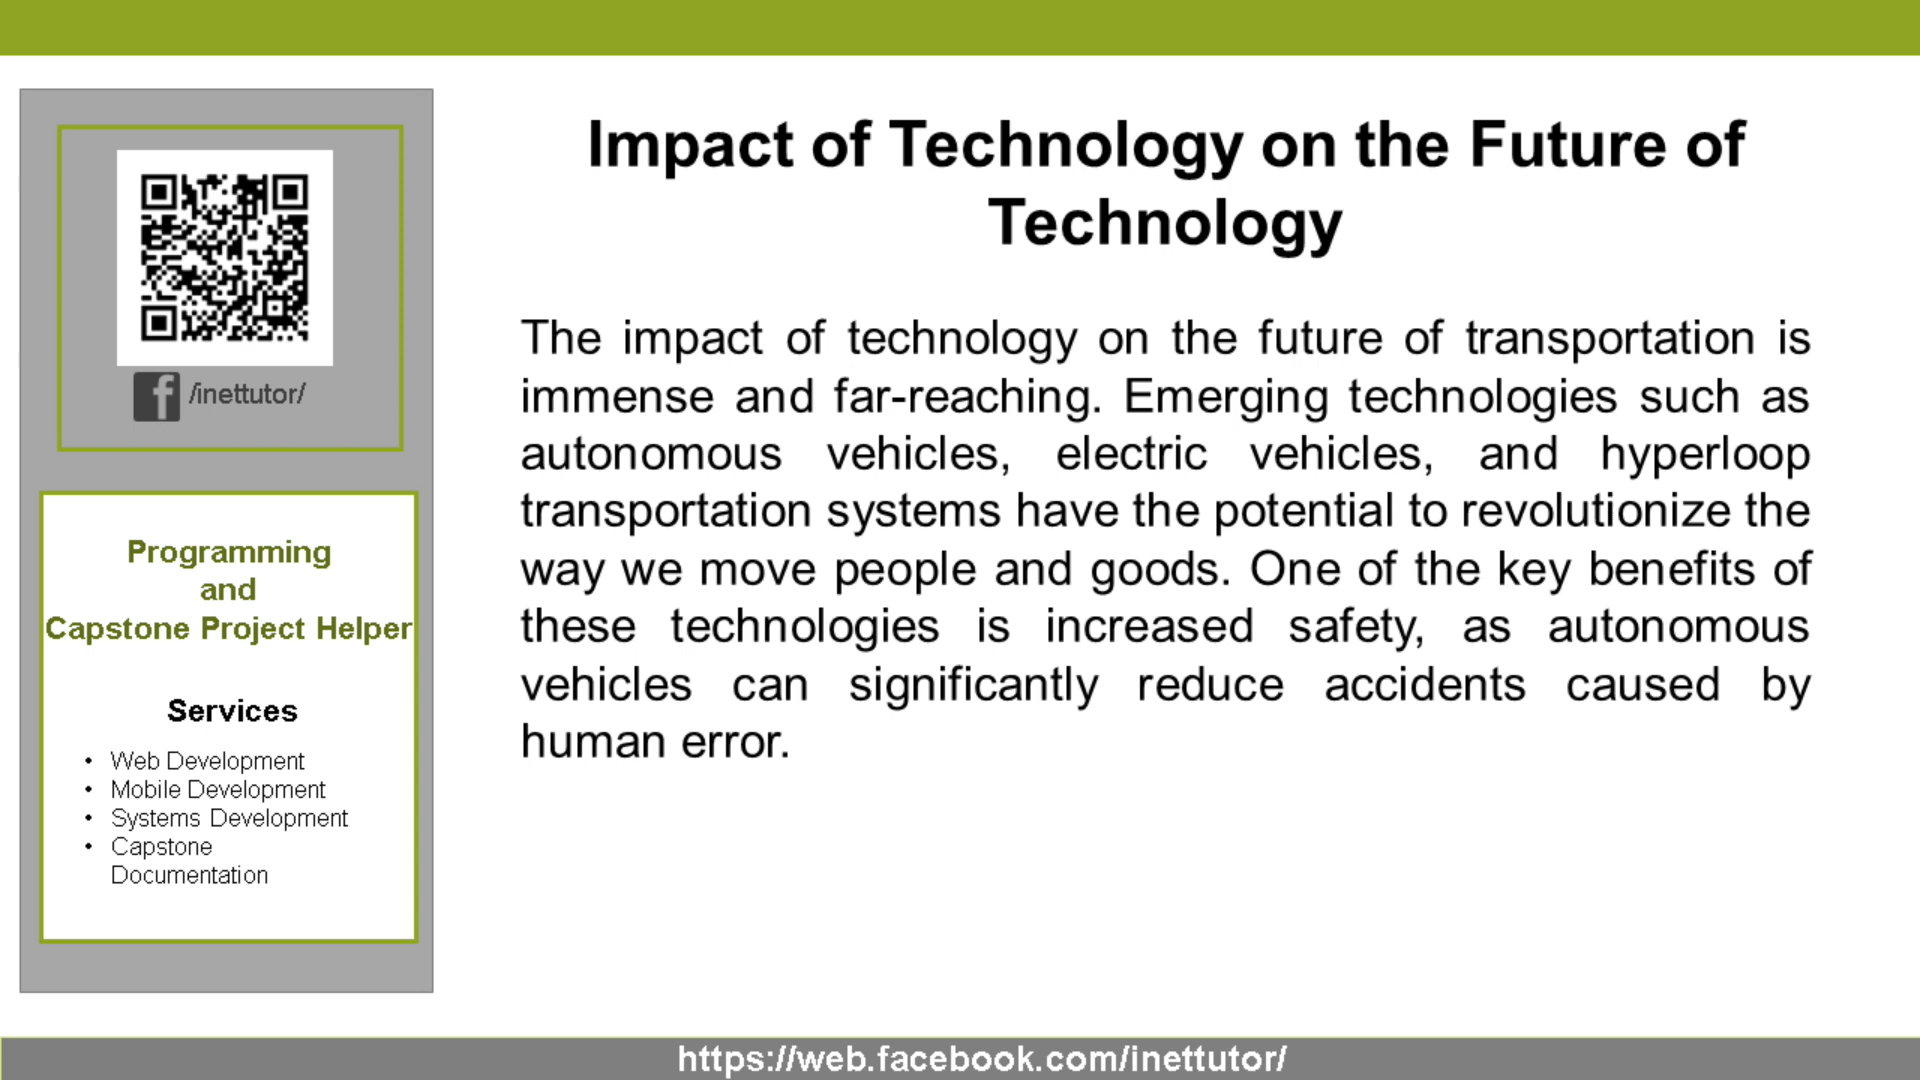 Impact of Technology on the Future of
Technology
The impact of technology on the future of transportation is
immense and far-reaching. Emerging technologies such as
autonomous vehicles, electric vehicles, and hyperloop
transportation systems have the potential to revolutionize the
way we move people and goods. One of the key benefits of
these technologies is increased safety, as autonomous
vehicles can significantly reduce accidents caused by
human error.
/inettutor/
Programming
and
Capstone Project Helper
Services
• Web Development
• Mobile Development
• Systems Development
• Capstone
Documentation
https://web.facebook.com/inettutor/